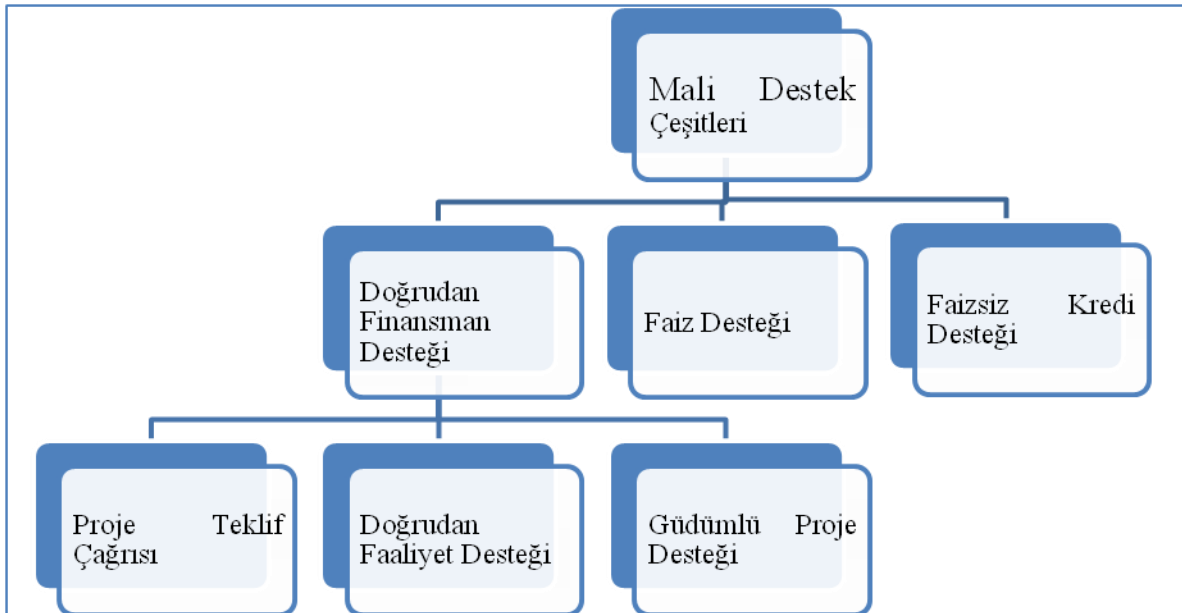 Mali Destek
Çeşitleri
Doğrudan
Finansman
Desteği
Faiz Desteği
Faizsiz Kredi
Desteği
Proje Teklif
Çağrısı
Doğrudan
Faaliyet Desteği
Güdümlü Proje
Desteği